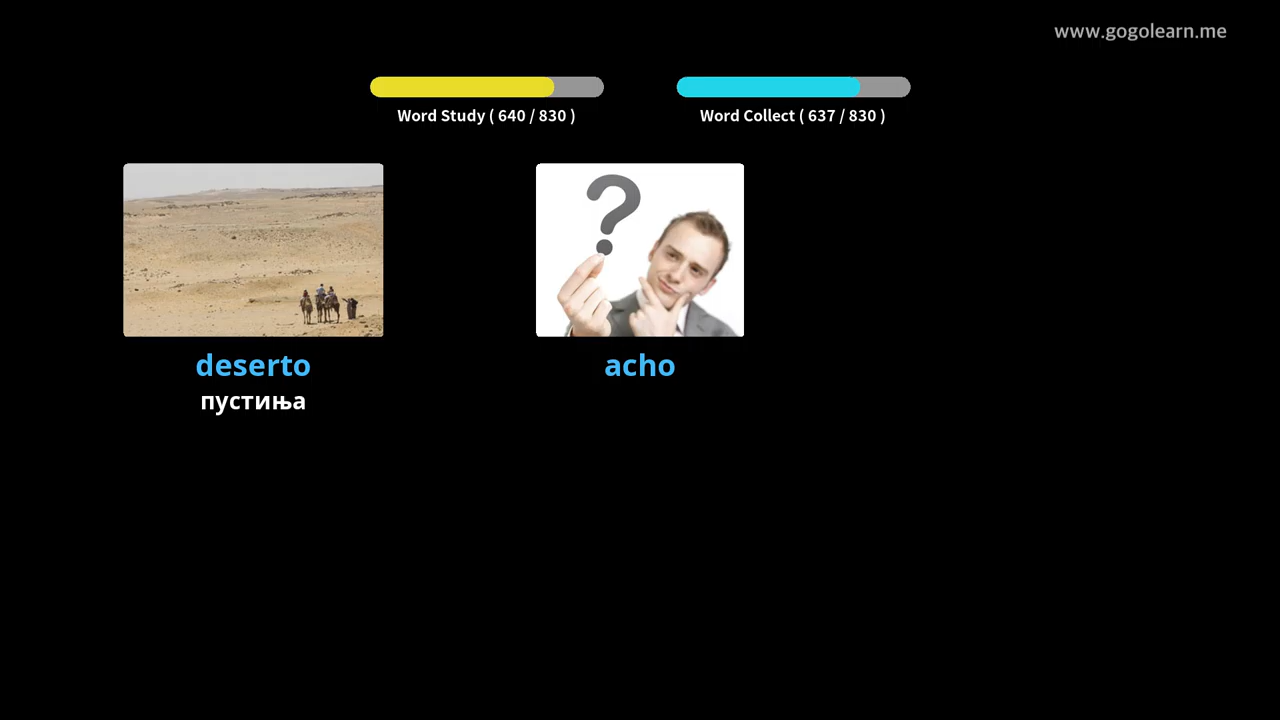 www.gogolearn.me
Word Study ( 640 / 830 )
Word Collect ( 637 / 830 )
deserto
пустиња
acho